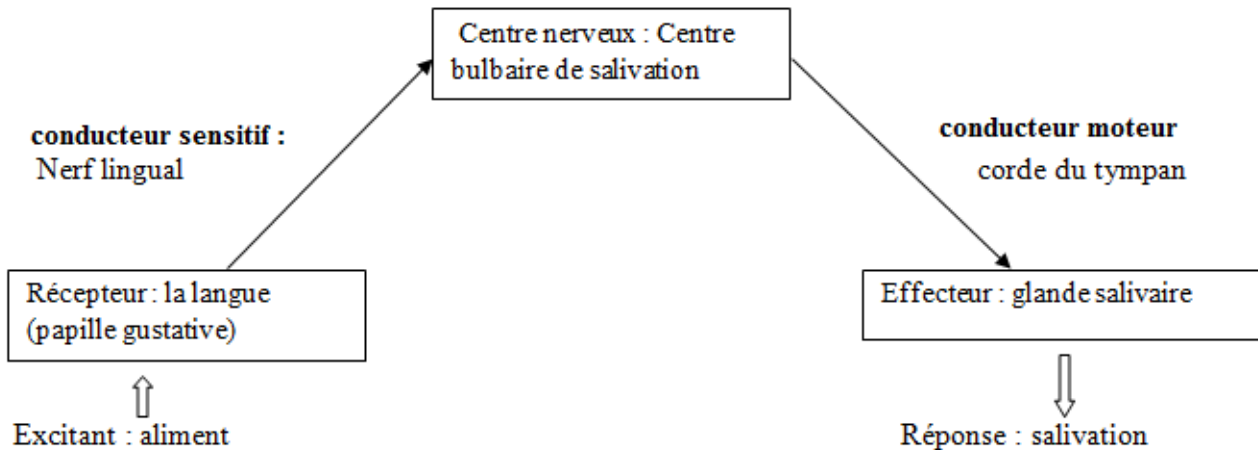 Centre nerveux : Centre
bulbaire de salivation
conducteur sensitif :
Nerf lingual
conducteur moteur
corde du tympan
Récepteur : la langue
(papille gustative)
Effecteur : glande salivaire
Excitant : aliment
Réponse : salivation